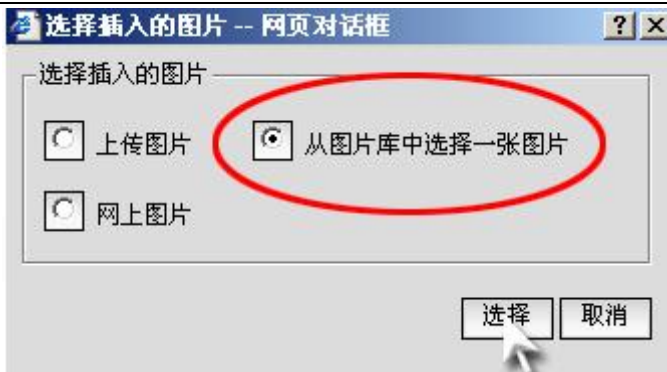 选择插入的图片 -- 网页对话框
选择插入的图片
上传图片 从图片库中选择一张图片
网上图片
选择 取消